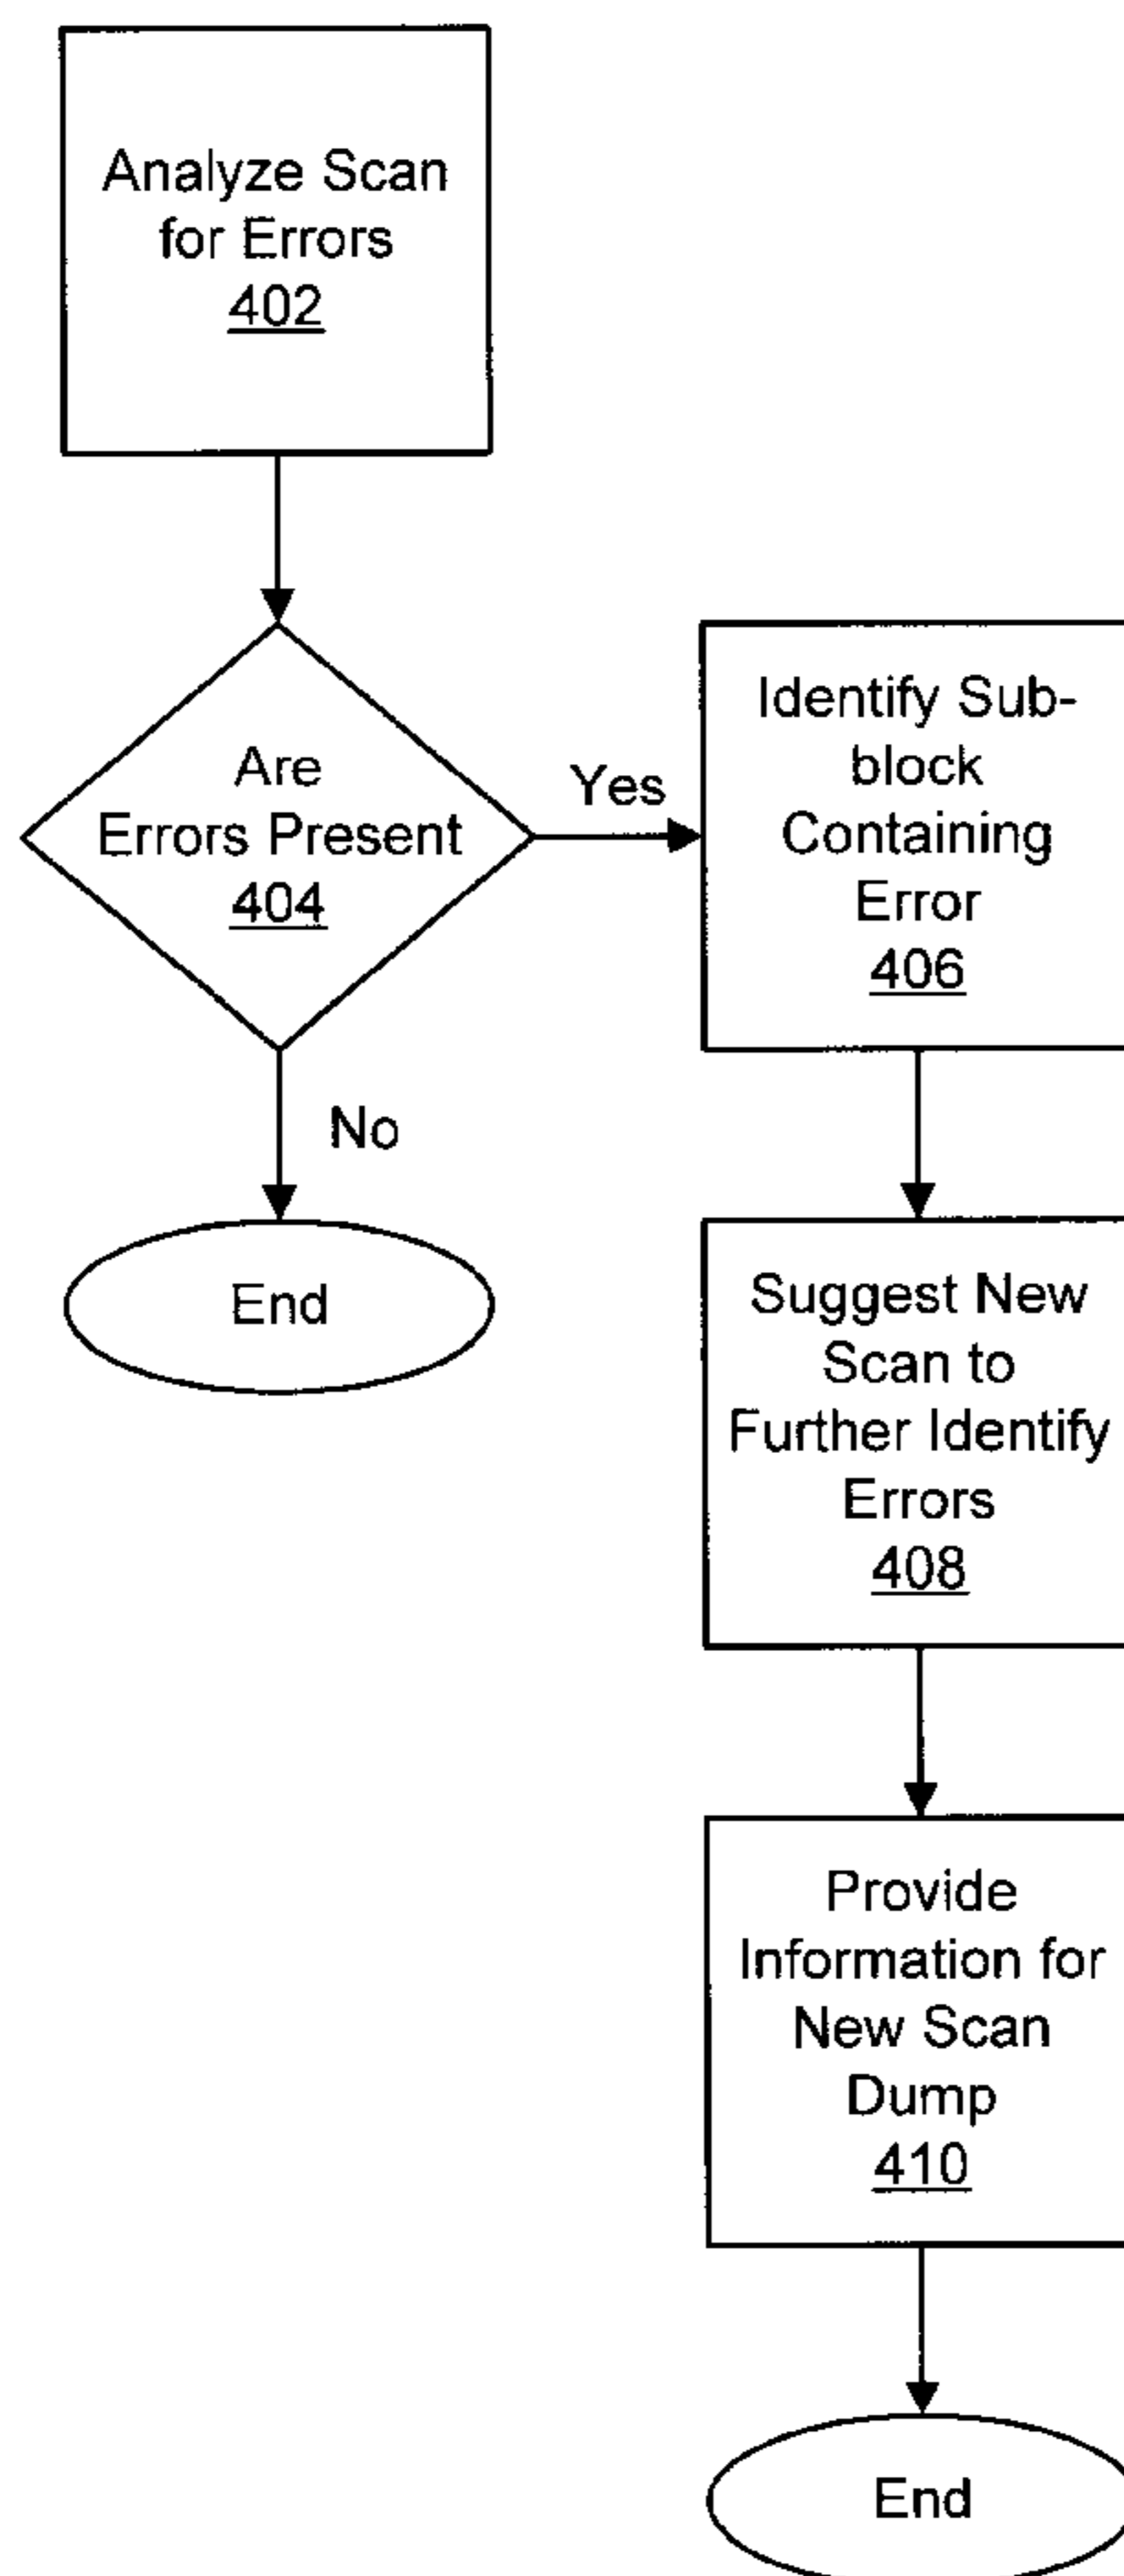 Analyze Scan
for Errors
402
Are
Errors Present
404
Yes
No
End
Identify Sub-
block
Containing
Error
406
Suggest New
Scan to
Further Identify
Errors
408
Provide
Information for
New Scan
Dump
410
End